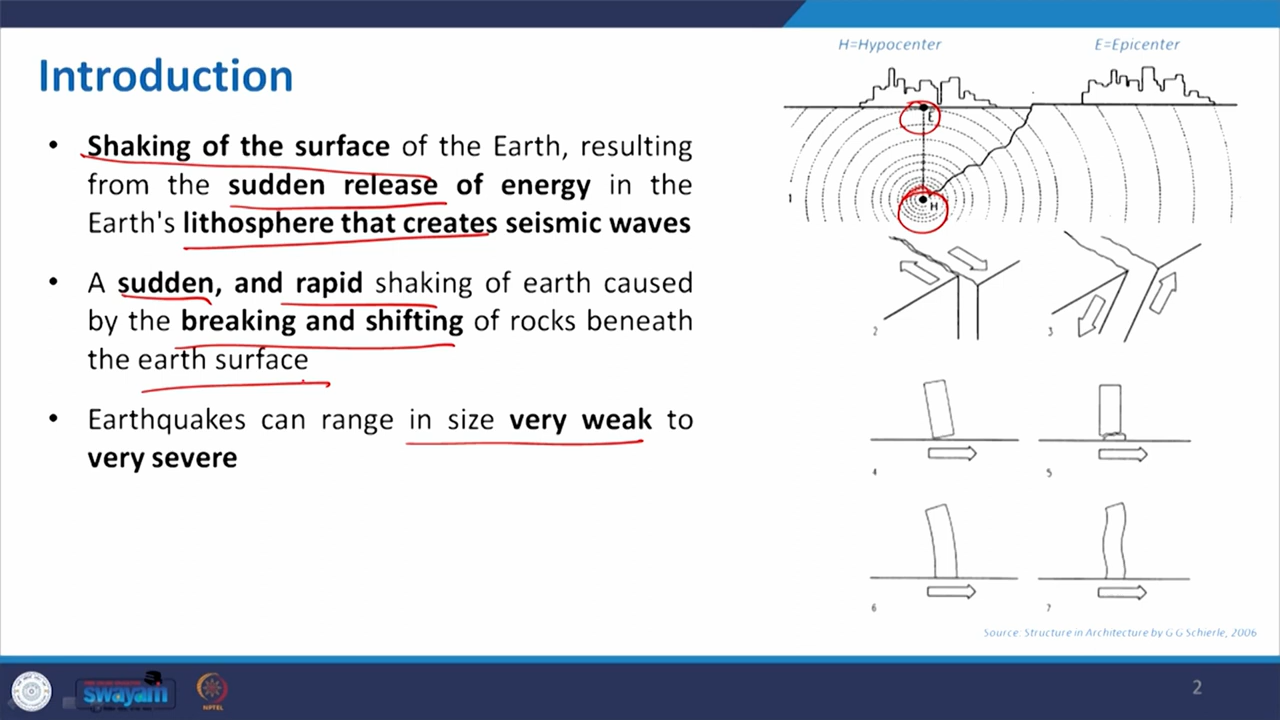 H=Hypocenter
E=Epicenter
Introduction
• Shaking of the surface of the Earth, resulting
from the sudden release of energy in the
Earth's lithosphere that creates seismic waves
• A sudden, and rapid shaking of earth caused
by the breaking and shifting of rocks beneath
the earth surface
• Earthquakes can range in size very weak to
very severe
E
1
H
2
3
4
5
6
7
Source: Structure in Architecture by G G Schierle, 2006
swayam
NPTEL
2